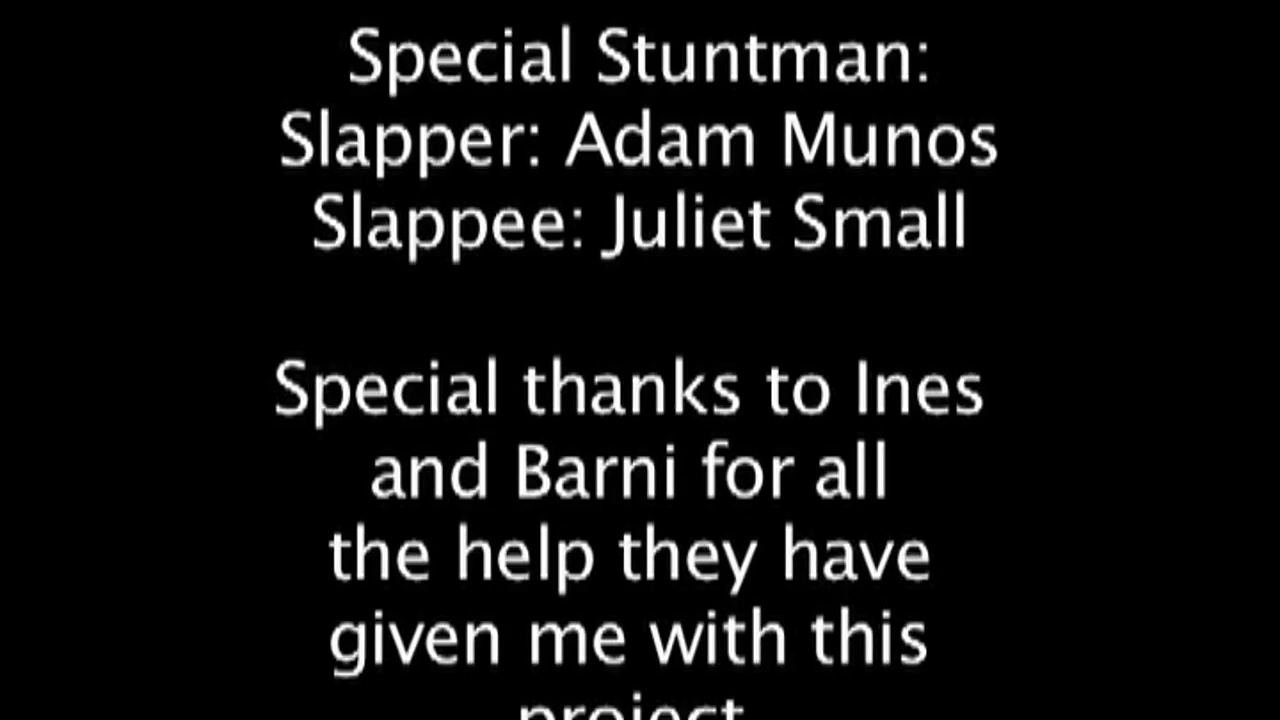 Special Stuntman:
Slapper: Adam Munos
Slappee: Juliet Small
Special thanks to Ines
and Barni for all
the help they have
given me with this
project